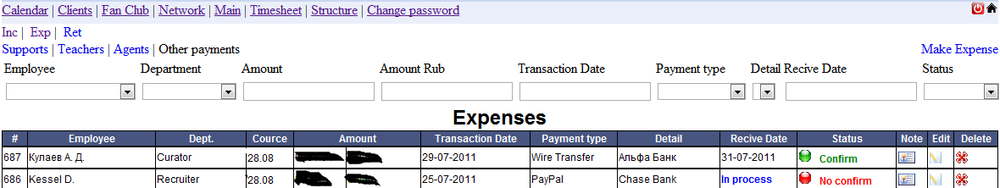 Calendar | Clients | Fan Club | Network | Main | Timesheet | Structure | Change password
Inc | Exp | Ret
Supports | Teachers | Agents | Other payments Make Expense
Employee Department Amount Amount Rub Transaction Date Payment type Detail Recive Date Status
Expenses
# Employee Dept. Cource Amount Transaction Date Payment type Detail Recive Date Status Note Edit Delete
687 Кулаев А. Д. Curator 28.08 29-07-2011 Wire Transfer Альфа Банк 31-07-2011 Confirm
686 Kessel D. Recruiter 28.08 25-07-2011 PayPal Chase Bank In process No confirm